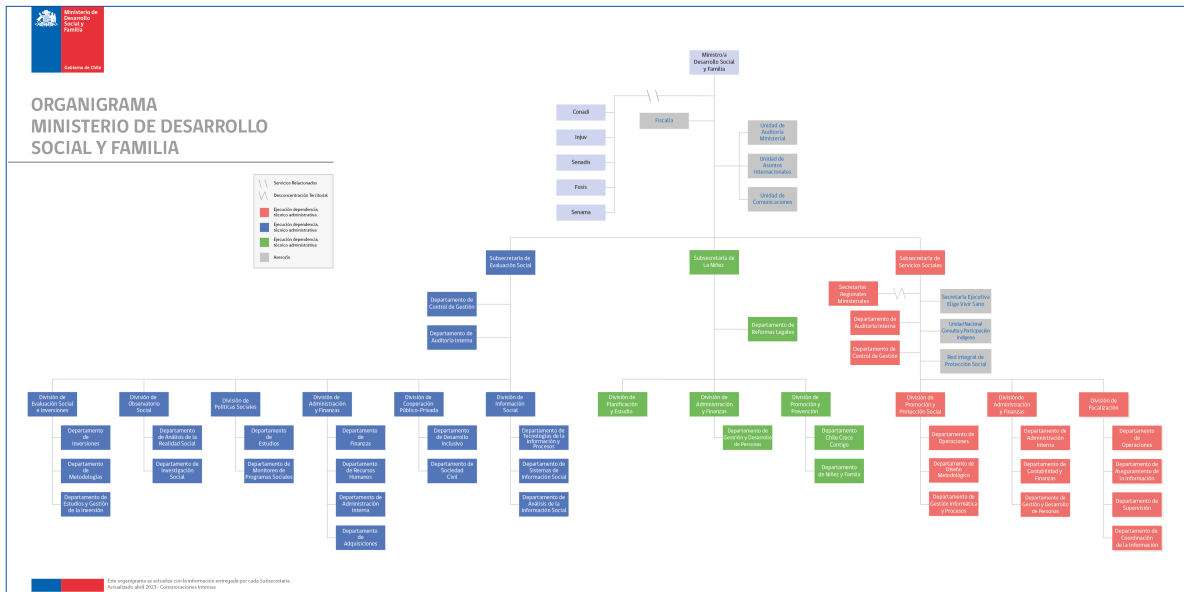 Ministerio de
Desarrollo
Social y
Familia
Gobierno de Chile
ORGANIGRAMA
MINISTERIO DE DESARROLLO
SOCIAL Y FAMILIA
Servicios Relacionados
Desconcentración Territorial
Ejecución dependencia,
técnico administrativa.
Ejecución dependencia,
técnico administrativa.
Ejecución dependencia,
técnico administrativa.
Asesoría
Ministro/a
Desarrollo Social
y Familia
Conadi
Injuv
Senadis
Fosis
Senama
Fiscalía
Unidad de
Auditoría
Ministerial
Unidad de
Asuntos
Internacionales
Unidad de
Comunicaciones
Subsecretaría de
Evaluación Social
Departamento de
Control de Gestión
Departamento de
Auditoría Interna
Subsecretaría de
La Niñez
Departamento de
Reformas Legales
Subsecretaría de
Servicios Sociales
Secretarías
Regionales
Ministeriales
Departamento de
Auditoría Interna
Departamento de
Control de Gestión
Secretaría Ejecutiva
Elige Vivir Sano
Unidad Nacional
Consulta y Participación
Indígena
Red integral de
Protección Social
División de
Evaluación Social
e Inversiones
Departamento
de
Inversiones
Departamento
de
Metodologías
Departamento de
Estudios y Gestión
de la Inversión
División de
Observatorio
Social
Departamento
de Análisis de la
Realidad Social
Departamento de
Investigación
Social
División de
Políticas Sociales
Departamento
de
Estudios
Departamento de
Monitoreo de
Programas Sociales
División de
Administración
y Finanzas
Departamento
de
Finanzas
Departamento
de Recursos
Humanos
Departamento de
Administración
Interno
Departamento
de
Adquisiciones
División de
Cooperación
Público-Privada
Departamento
de Desarrollo
Inclusivo
Departamento
de Sociedad
Civil
División de
Información
Social
Departamento de
Tecnologías de la
Información y
Procesos
Departamento de
Sistemas de
Información Social
Departamento de
Análisis de la
Información Social
División de
Planificación
y Estudio
División de
Administración
y Finanzas
Departamento de
Gestión y Desarrollo
de Personas
División de
Promoción y
Prevención
Departamento
Chile Crece
Contigo
Departamento
de Niñez y Familia
División de
Promoción y
Protección Social
Departamento de
Operaciones
Departamento de
Diseño
Metodológico
Departamento de
Gestión Informática
y Procesos
Divisiónde
Administración
y Finanzas
Departamento de
Administración
Interna
Departamento de
Contabilidad y
Finanzas
Departamento de
Gestión y Desarrollo
de Personas
División de
Focalización
Departamento
de
Operaciones
Departamento de
Aseguramiento de
la Información
Departamento de
Supervisión
Departamento de
Coordinación
de la Información
Este organigrama se actualiza con la información entregada por cada Subsecretaría.
Actualizado abril 2023 - Comunicaciones Internas